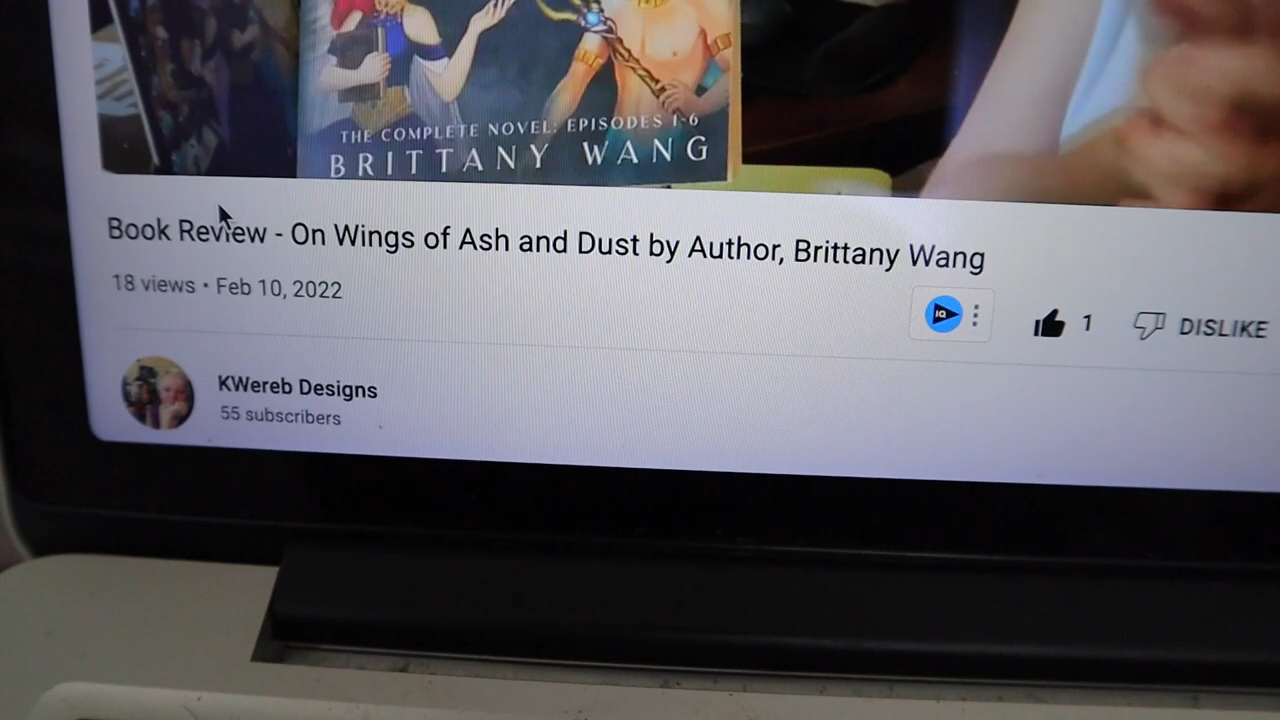 THE COMPLETE NOVEL: EPISODES 1-6
BRITTANY WANG
Book Review - On Wings of Ash and Dust by Author, Brittany Wang
18 views • Feb 10, 2022
IQ
1
DISLIKE
KWereb Designs
55 subscribers